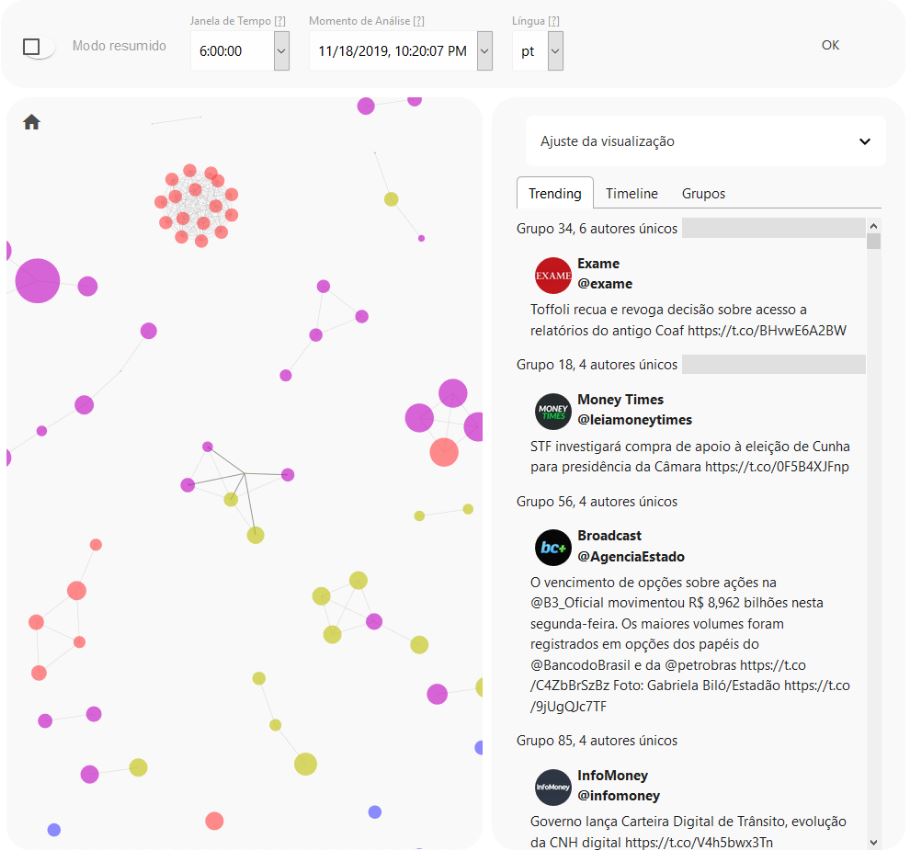 Janela de Tempo [?]
Momento de Análise [?]
Língua [?]
Modo resumido
6:00:00
11/18/2019, 10:20:07 PM
pt
OK
Ajuste da visualização
Trending
Timeline
Grupos
Grupo 34, 6 autores únicos
EXAME
Exame
@exame
Toffoli recua e revoga decisão sobre acesso a
relatórios do antigo Coaf https://t.co/BHvwE6A2BW
Grupo 18, 4 autores únicos
MONEY
TIMES
Money Times
@leiamoneytimes
STF investigará compra de apoio à eleição de Cunha
para presidência da Câmara https://t.co/0F5B4XJFnp
Grupo 56, 4 autores únicos
bc+
Broadcast
@AgenciaEstado
O vencimento de opções sobre ações na
@B3_Oficial movimentou R$ 8,962 bilhões nesta
segunda-feira. Os maiores volumes foram
registrados em opções dos papéis do
@BancodoBrasil e da @petrobras https://t.co
/C4ZbBrSzBz Foto: Gabriela Biló/Estadão https://t.co
/9jUgQJc7TF
Grupo 85, 4 autores únicos
InfoMoney
InfoMoney
@infomoney
Governo lança Carteira Digital de Trânsito, evolução
da CNH digital https://t.co/V4h5bwx3Tn